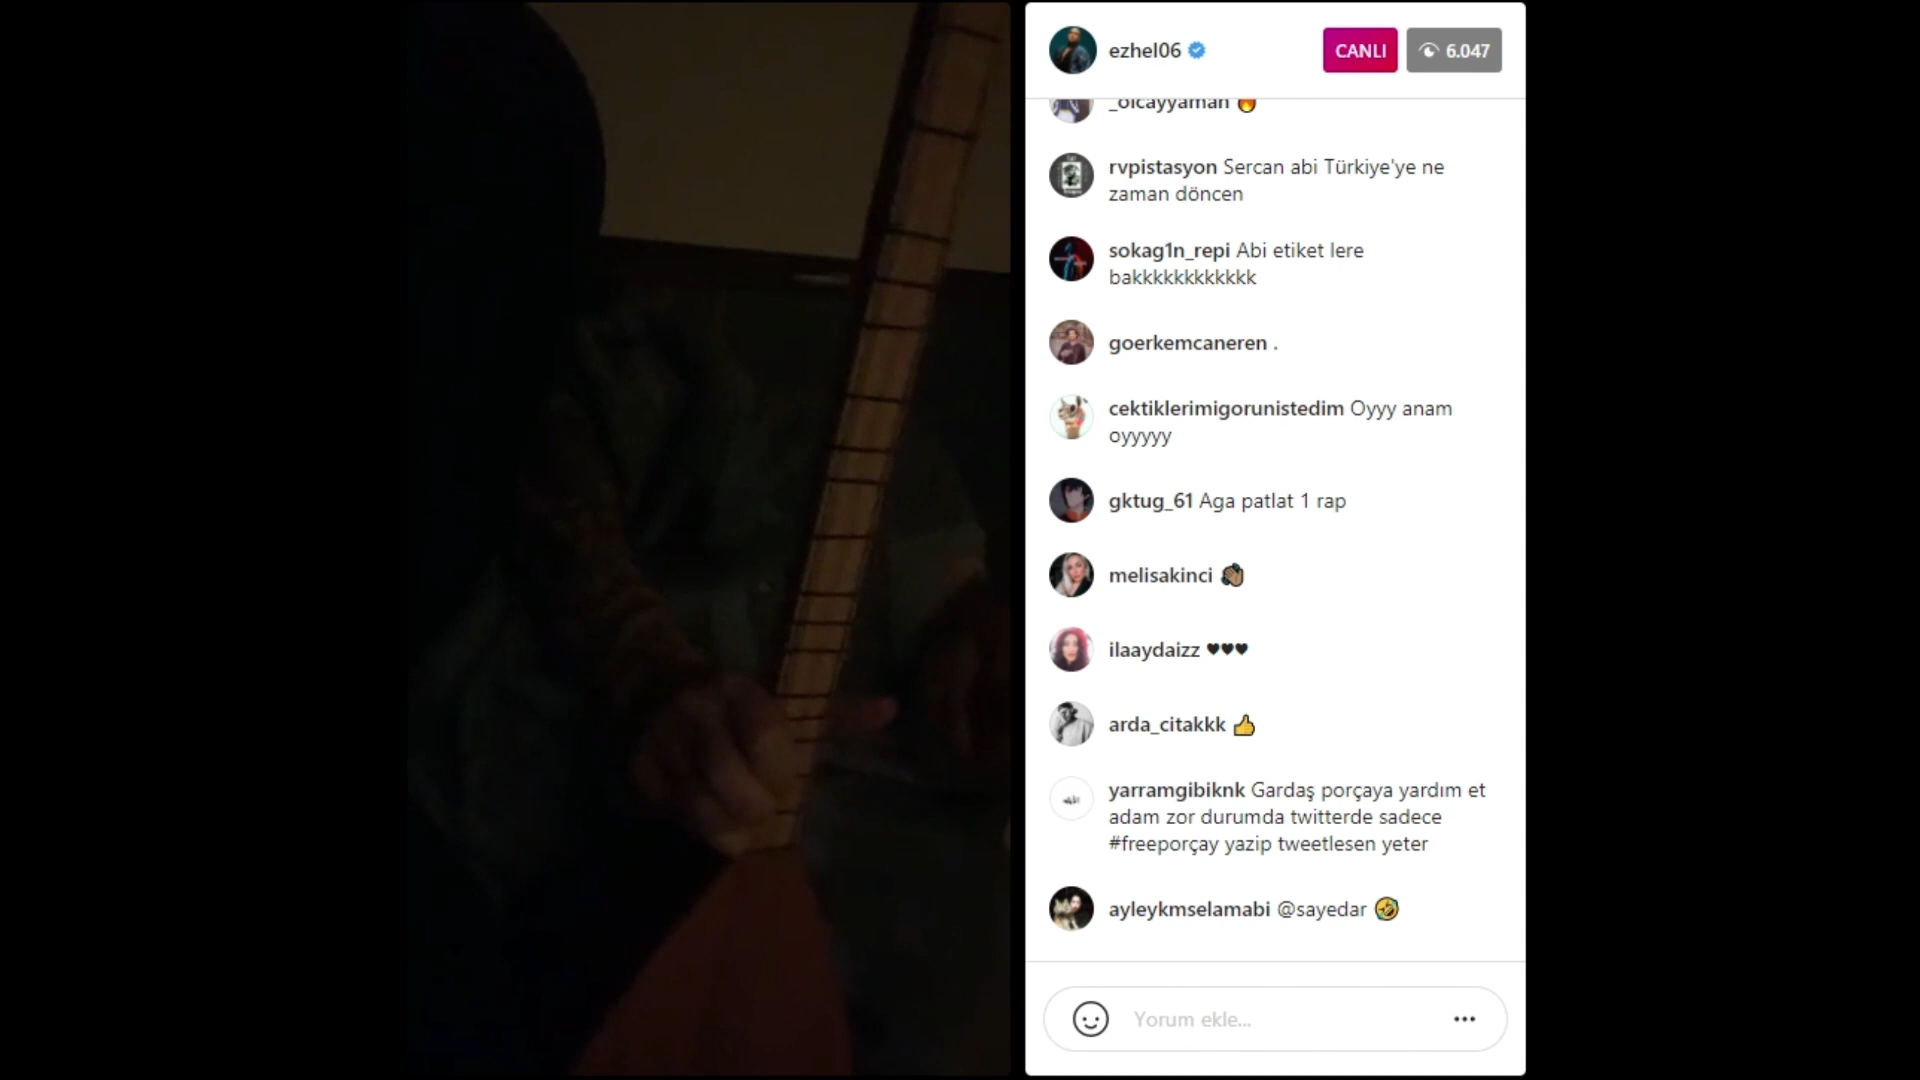 ezhel06
CANLI
6.047
_olcayyaman
rvpistasyon Sercan abi Türkiye'ye ne
zaman döncen
sokag1n_repi Abi etiket lere
bakkkkkkkkkkkk
goerkemcaneren .
cektiklerimigorunistedim Oyyy anam
oyyyyy
gktug_61 Aga patlat 1 rap
melisakinci
ilaaydaizz ♥♥♥
arda_citakkk 👍
yarramgibiknk Gardaş porçaya yardım et
adam zor durumda twitterde sadece
#freeporçay yazip tweetlesen yeter
ayleykmselamabi @sayedar 🤣
Yorum ekle...